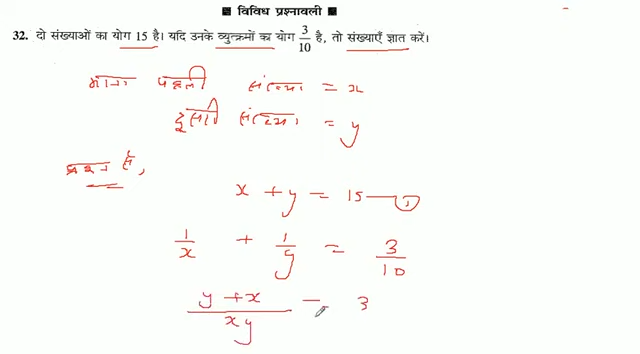 ■ विविध प्रश्नावली ■
32. दो संख्याओं का योग 15 है। यदि उनके व्युत्क्रमों का योग 3/10 है, तो संख्याएँ ज्ञात करें।
माना पहली संख्या = x
दूसरी संख्या = y
प्रश्न से,
x + y = 15 —①
1/x + 1/y = 3/10
y + x / xy = 3